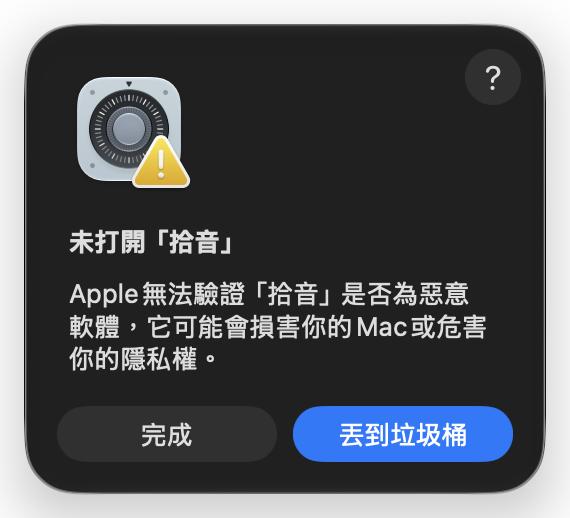 ?
未打開「拾音」
Apple無法驗證「拾音」是否為惡意
軟體，它可能會損害你的Mac或危害
你的隱私權。
完成
丟到垃圾桶